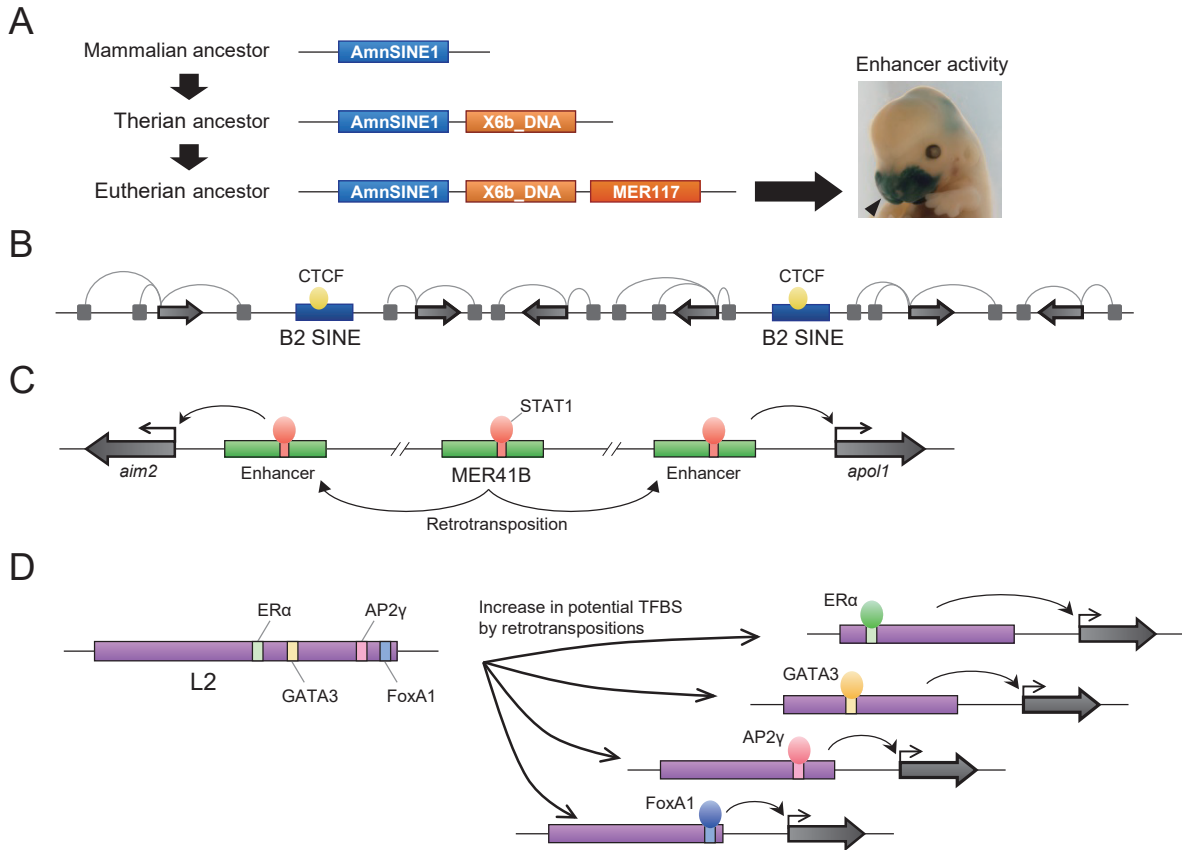 A
Mammalian ancestor
AmnSINE1
Enhancer activity
Therian ancestor
AmnSINE1
X6b_DNA
Eutherian ancestor
AmnSINE1
X6b_DNA
MER117
B
CTCF
CTCF
B2 SINE
B2 SINE
C
STAT1
aim2
Enhancer
MER41B
Enhancer
apol1
Retrotransposition
D
ERα
AP2γ
L2
GATA3
FoxA1
Increase in potential TFBS
by retrotranspositions
ERα
GATA3
AP2γ
FoxA1